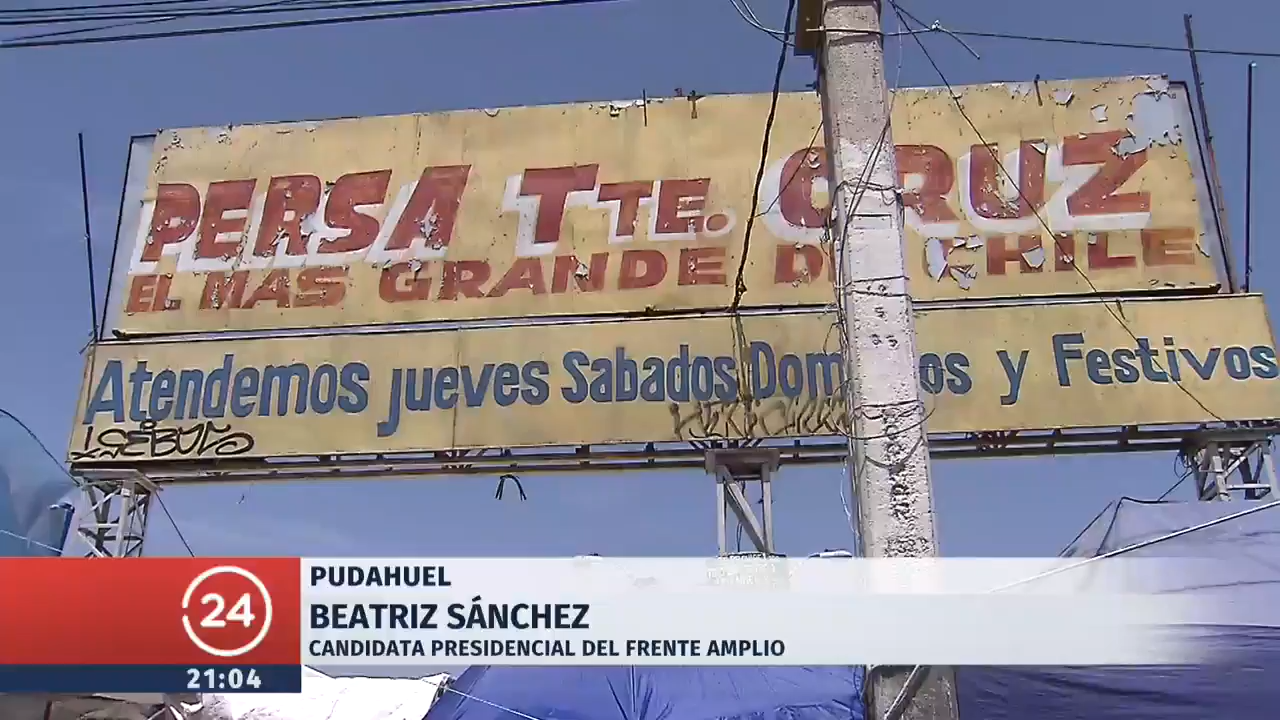 PERSA TTE. CRUZ
EL MAS GRANDE DE CHILE
Atendemos jueves Sabados Domingos y Festivos
24
PUDAHUEL
BEATRIZ SÁNCHEZ
CANDIDATA PRESIDENCIAL DEL FRENTE AMPLIO
21:04